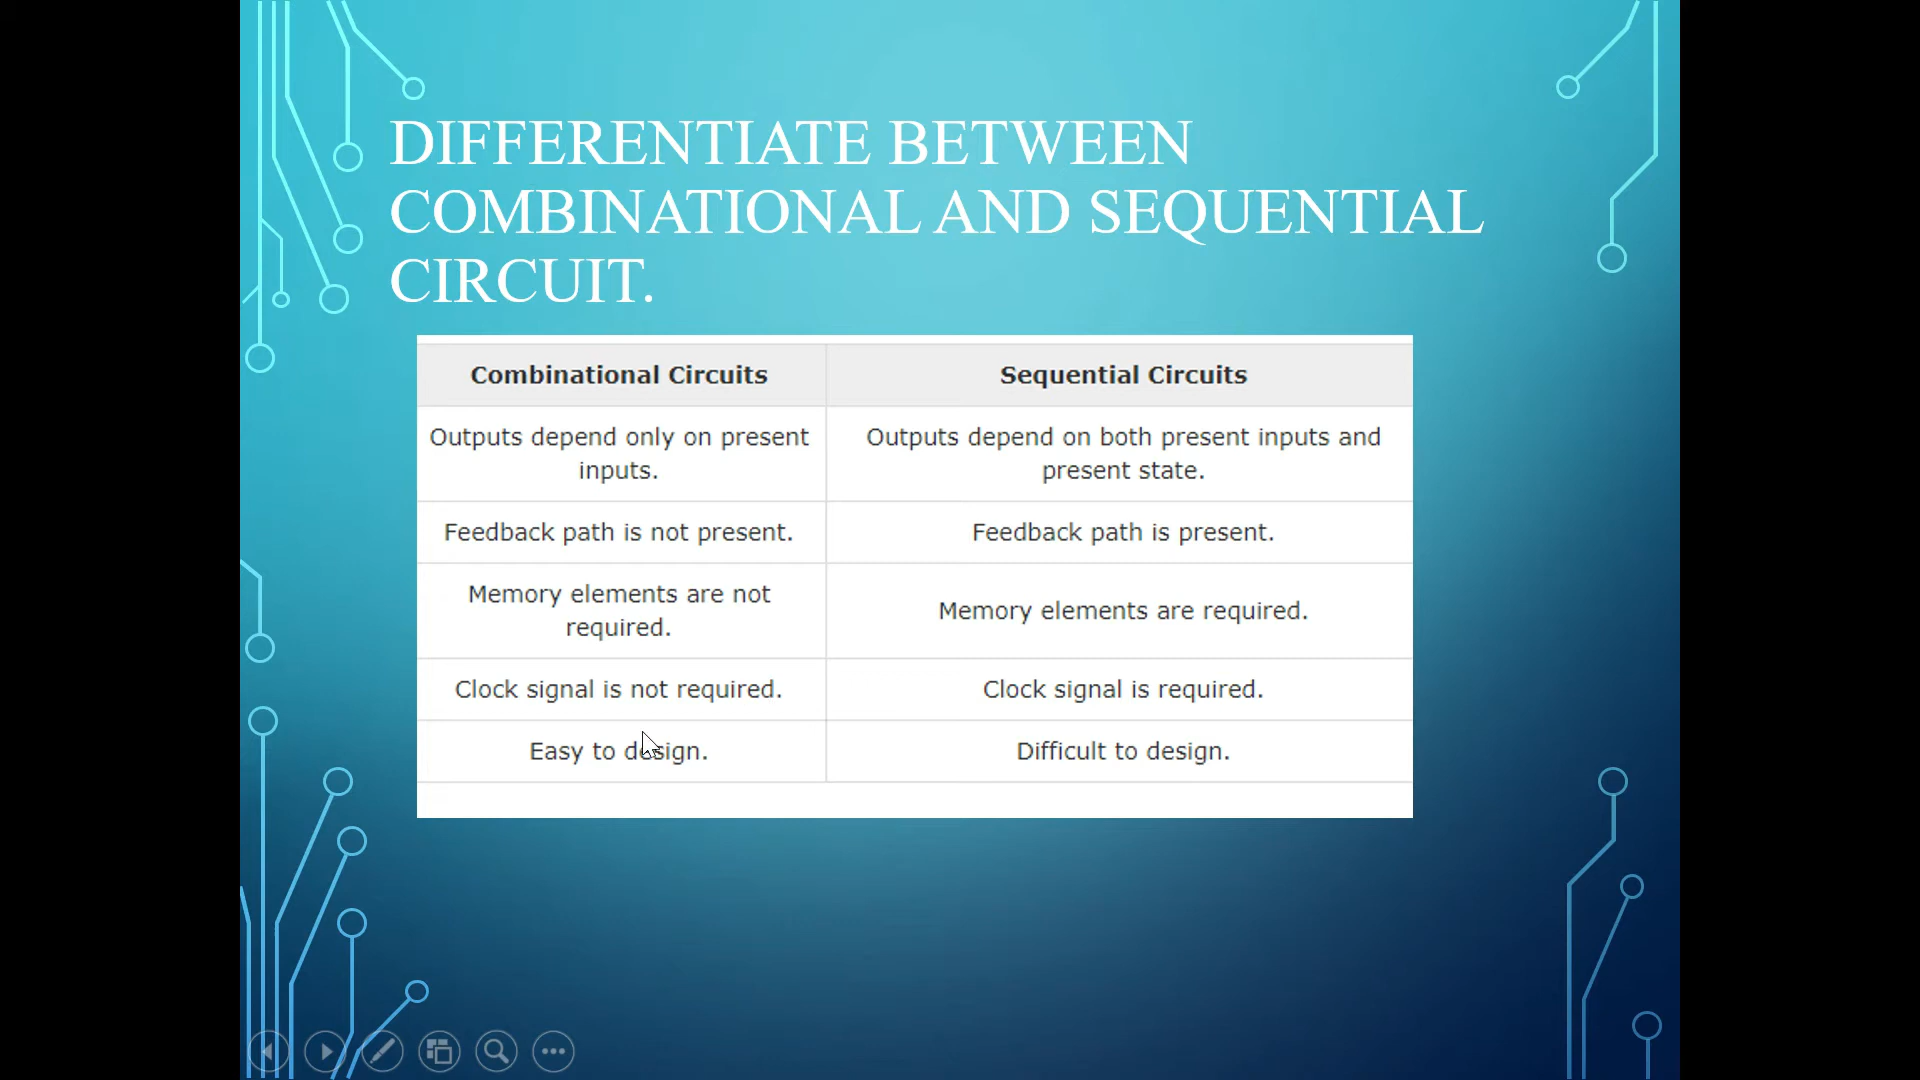 DIFFERENTIATE BETWEEN
COMBINATIONAL AND SEQUENTIAL
CIRCUIT.
Combinational Circuits Sequential Circuits
Outputs depend only on present
inputs.
Outputs depend on both present inputs and
present state.
Feedback path is not present. Feedback path is present.
Memory elements are not
required.
Memory elements are required.
Clock signal is not required. Clock signal is required.
Easy to design. Difficult to design.